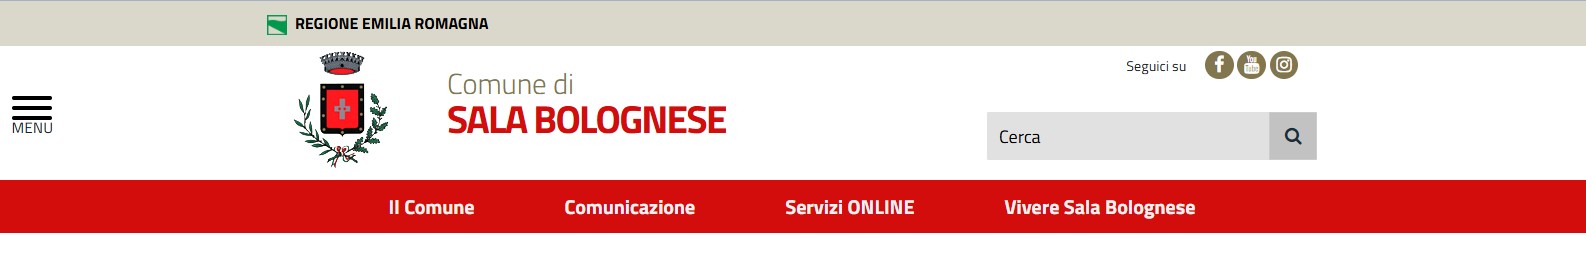 REGIONE EMILIA ROMAGNA
MENU
Comune di
SALA BOLOGNESE
Seguici su
You
Tube
Cerca
Il Comune
Comunicazione
Servizi ONLINE
Vivere Sala Bolognese